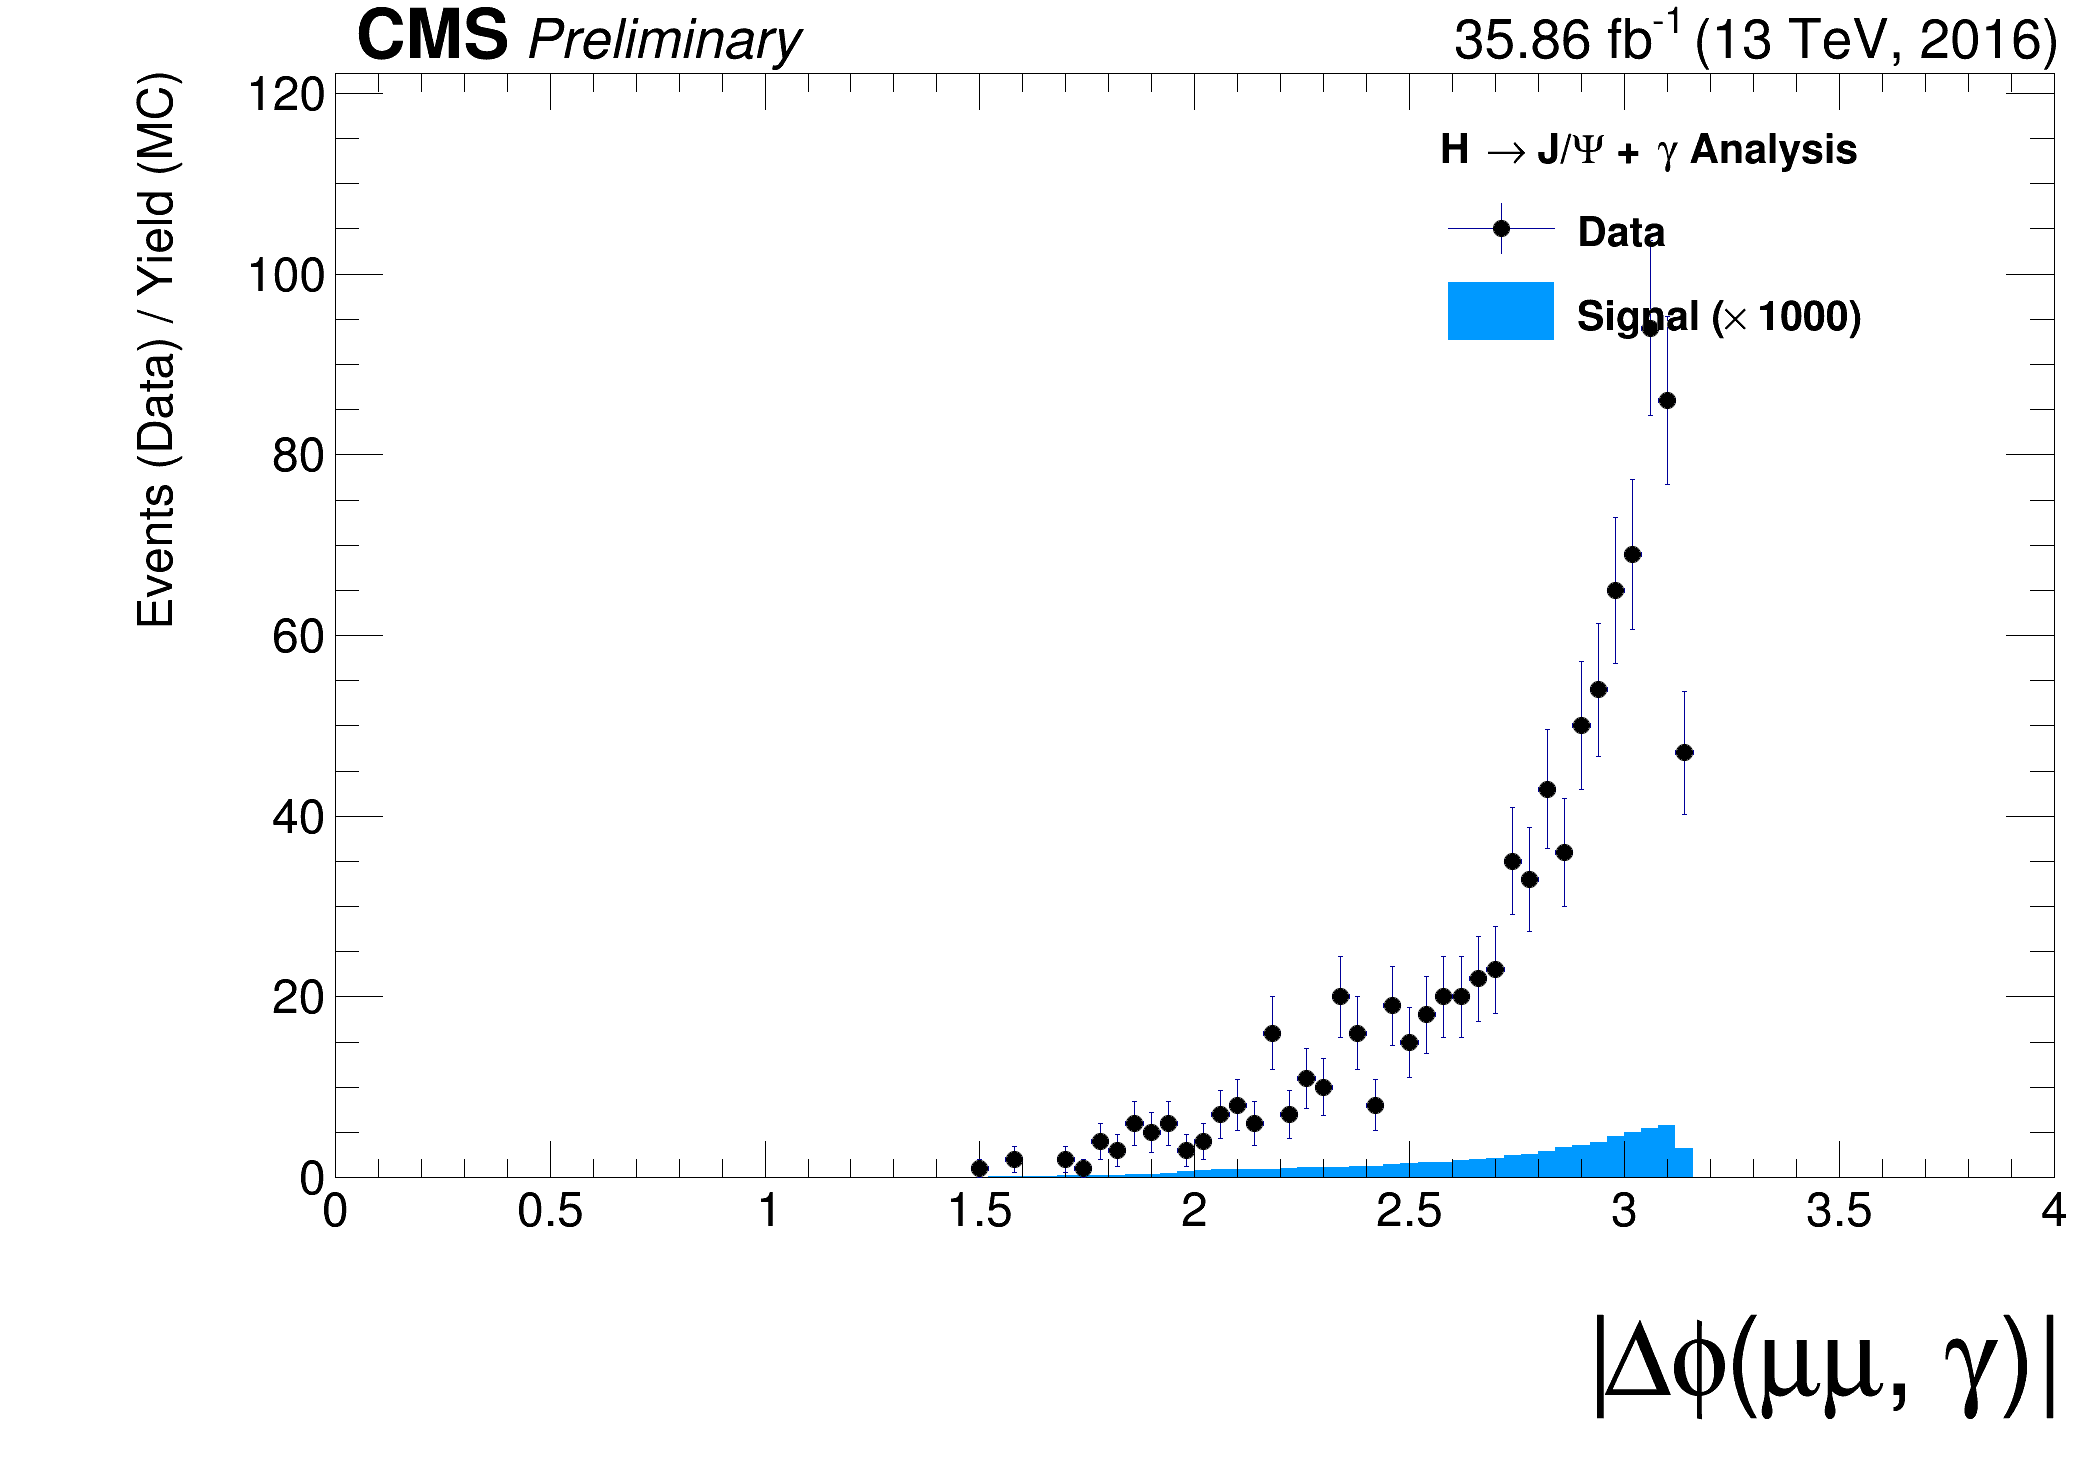 CMS Preliminary
35.86 fb⁻¹ (13 TeV, 2016)
Events (Data) / Yield (MC)
120
100
80
60
40
20
0
H → J/Ψ + γ Analysis
Data
Signal (× 1000)
0 0.5 1 1.5 2 2.5 3 3.5 4
|Δϕ(μμ, γ)|